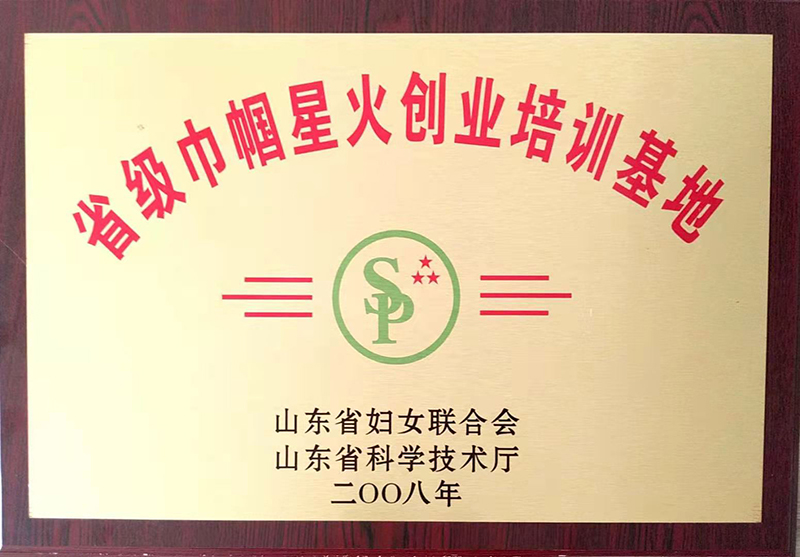 省级巾帼星火创业培训基地
SP
山东省妇女联合会
山东省科学技术厅
二OO八年